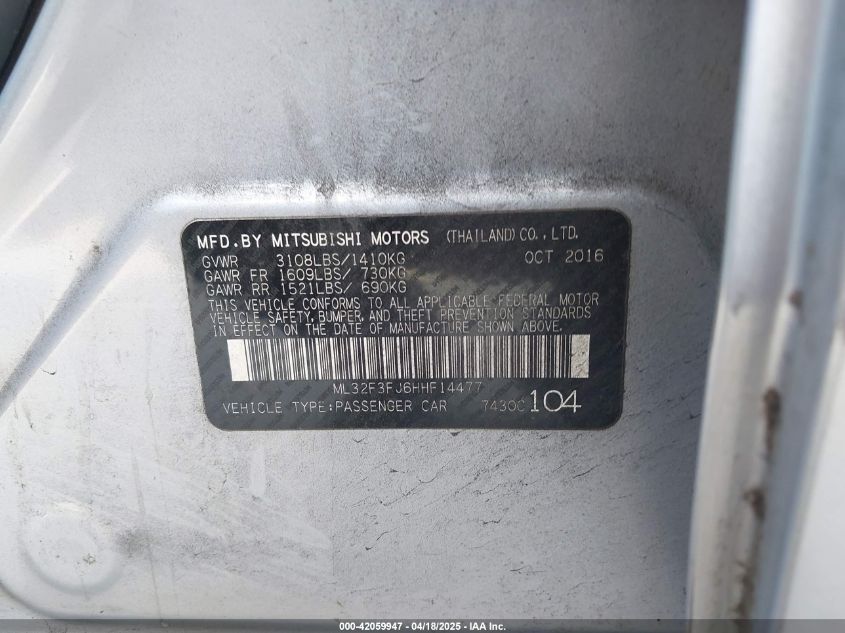 MFD. BY MITSUBISHI MOTORS (THAILAND) CO., LTD.
GVWR 3108LBS/1410KG OCT 2016
GAWR FR 1609LBS/ 730KG
GAWR RR 1521LBS/ 690KG
THIS VEHICLE CONFORMS TO ALL APPLICABLE FEDERAL MOTOR
VEHICLE SAFETY, BUMPER, AND THEFT PREVENTION STANDARDS
IN EFFECT ON THE DATE OF MANUFACTURE SHOWN ABOVE.
ML32F3FJ6HHF14477
VEHICLE TYPE:PASSENGER CAR 7430C 104
000-42059947 - 04/18/2025 - IAA Inc.